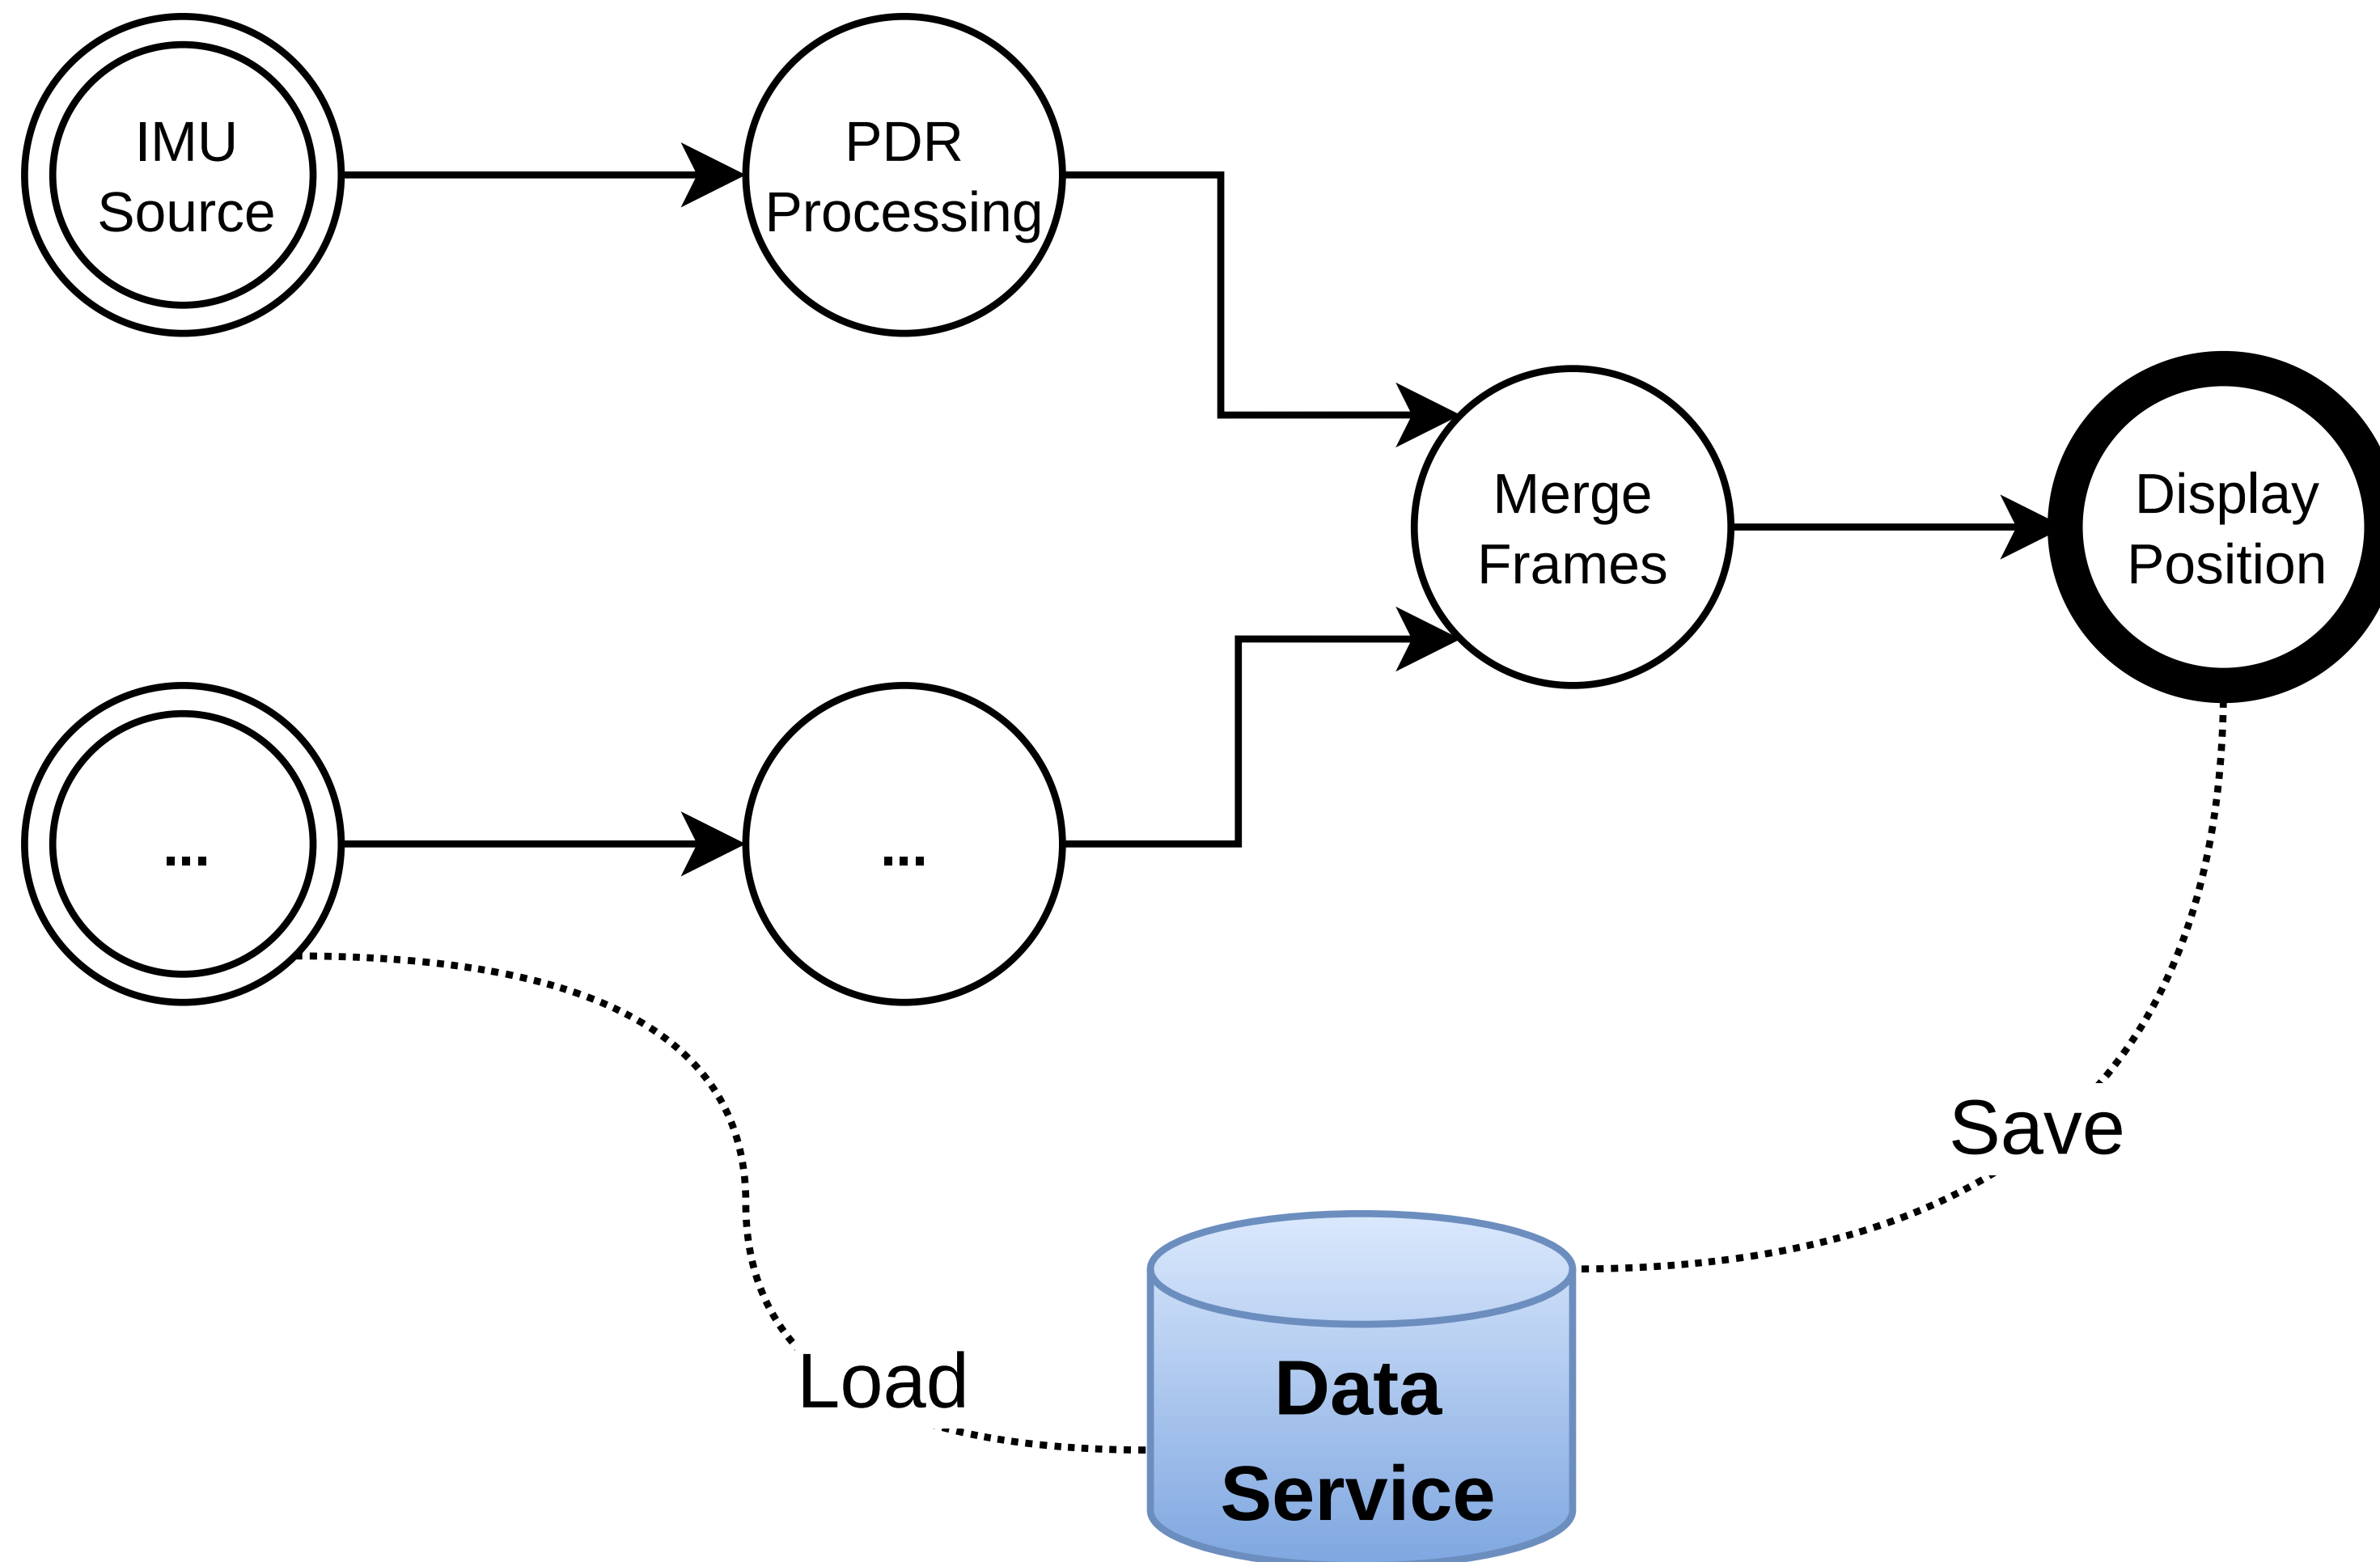 IMU
Source
PDR
Processing
Merge
Frames
Display
Position
...
...
Save
Load
Data
Service